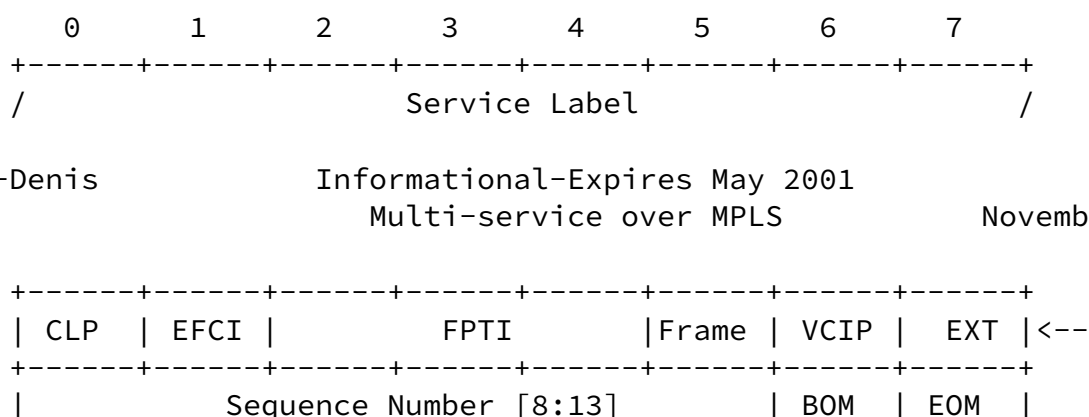 0 1 2 3 4 5 6 7
+------+------+------+------+------+------+------+------+
/ Service Label /
-Denis Informational-Expires May 2001
Multi-service over MPLS Novemb
+------+------+------+------+------+------+------+------+
| CLP | EFCI | FPTI |Frame | VCIP | EXT |<--
+------+------+------+------+------+------+------+------+
| Sequence Number [8:13] | BOM | EOM |